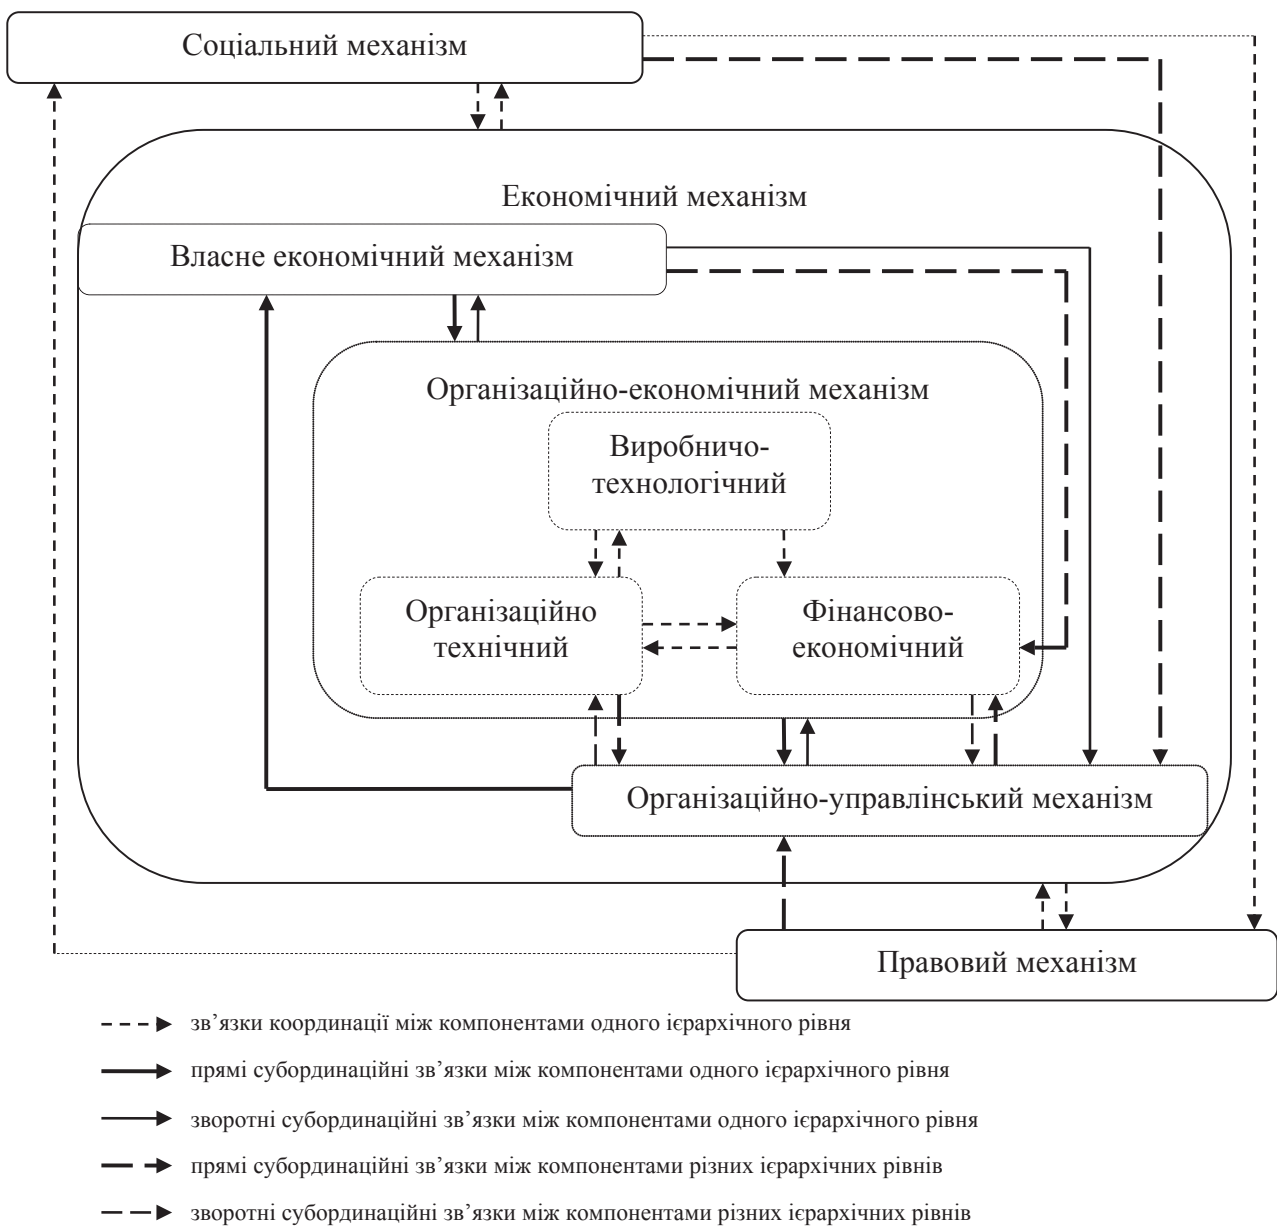 Соціальний механізм
Економічний механізм
Власне економічний механізм
Організаційно-економічний механізм
Виробничо-
технологічний
Організаційно
технічний
Фінансово-
економічний
Організаційно-управлінський механізм
Правовий механізм
зв’язки координації між компонентами одного ієрархічного рівня
прямі субординаційні зв’язки між компонентами одного ієрархічного рівня
зворотні субординаційні зв’язки між компонентами одного ієрархічного рівня
прямі субординаційні зв’язки між компонентами різних ієрархічних рівнів
зворотні субординаційні зв’язки між компонентами різних ієрархічних рівнів